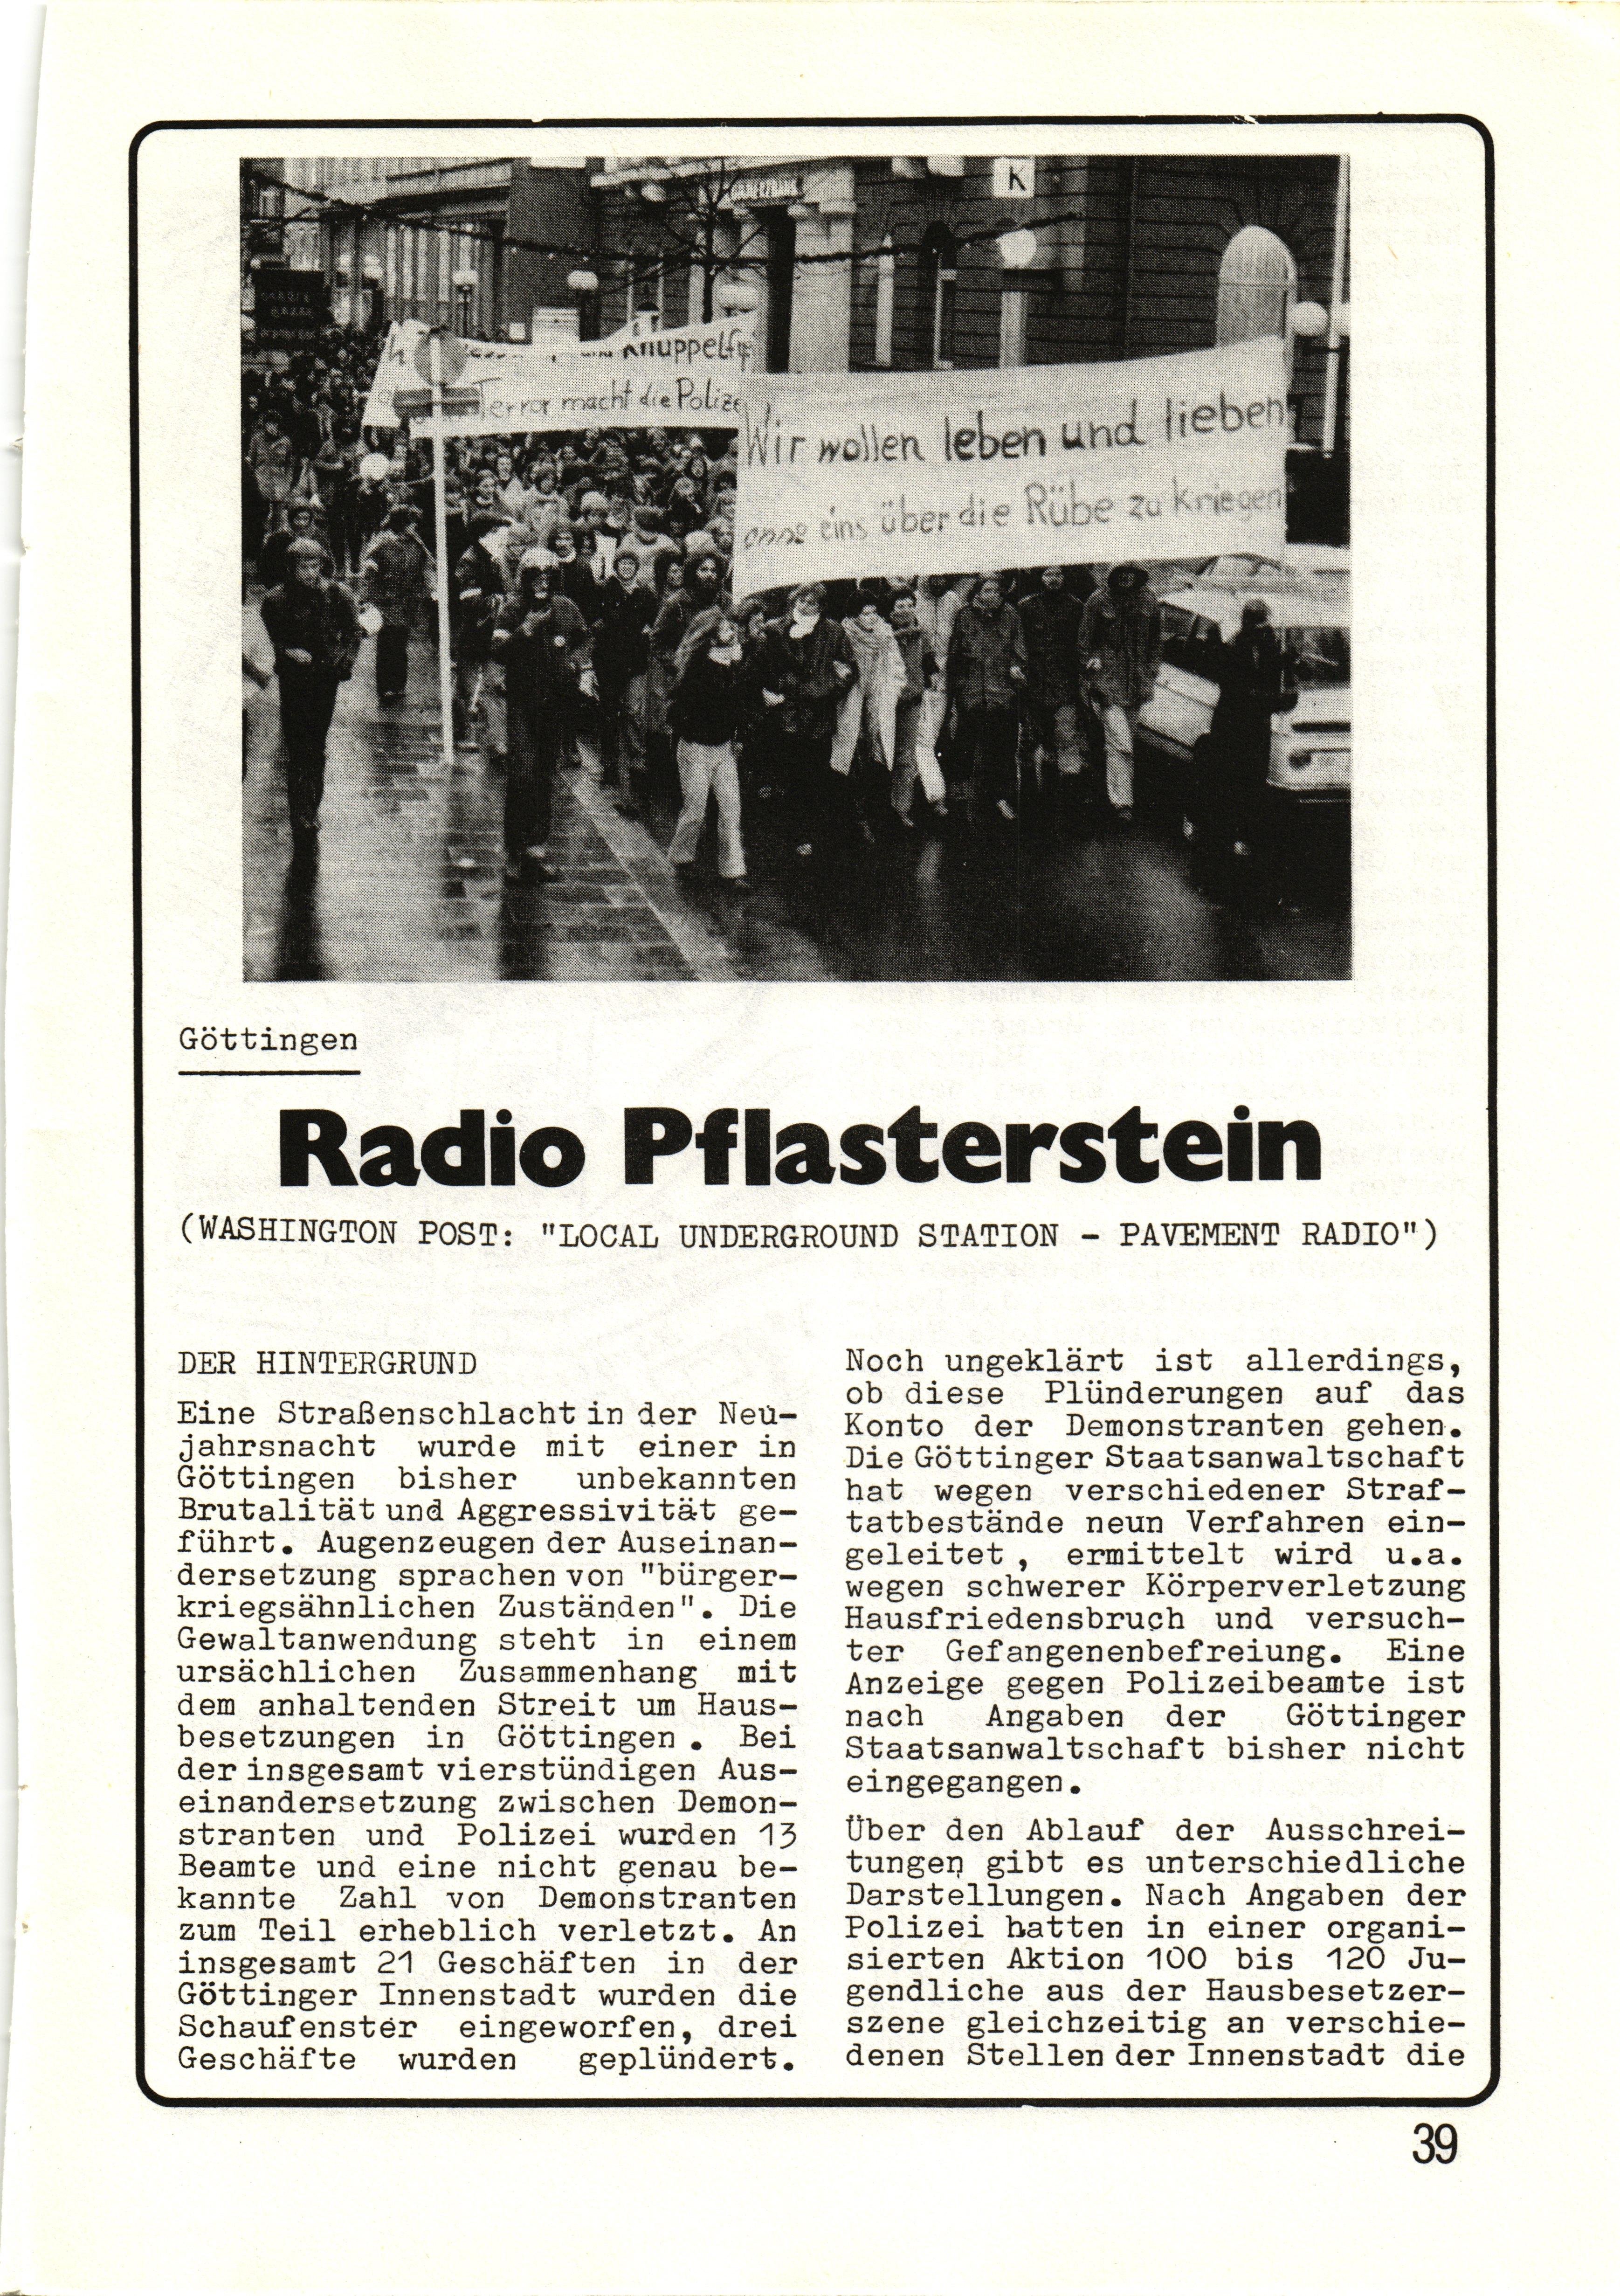 K
Knüppel
Terror macht die Polize
Wir wollen leben und lieben
ohne eins über die Rübe zu kriegen
Göttingen
Radio Pflasterstein
(WASHINGTON POST: "LOCAL UNDERGROUND STATION - PAVEMENT RADIO")
DER HINTERGRUND
Eine Straßenschlacht in der Neu-
jahrsnacht wurde mit einer in
Göttingen bisher unbekannten
Brutalität und Aggressivität ge-
führt. Augenzeugen der Auseinan-
dersetzung sprachen von "bürger-
kriegsähnlichen Zuständen". Die
Gewaltanwendung steht in einem
ursächlichen Zusammenhang mit
dem anhaltenden Streit um Haus-
besetzungen in Göttingen. Bei
der insgesamt vierstündigen Aus-
einandersetzung zwischen Demon-
stranten und Polizei wurden 13
Beamte und eine nicht genau be-
kannte Zahl von Demonstranten
zum Teil erheblich verletzt. An
insgesamt 21 Geschäften in der
Göttinger Innenstadt wurden die
Schaufenster eingeworfen, drei
Geschäfte wurden geplündert.
Noch ungeklärt ist allerdings,
ob diese Plünderungen auf das
Konto der Demonstranten gehen.
Die Göttinger Staatsanwaltschaft
hat wegen verschiedener Straf-
tatbestände neun Verfahren ein-
geleitet, ermittelt wird u.a.
wegen schwerer Körperverletzung
Hausfriedensbruch und versuch-
ter Gefangenenbefreiung. Eine
Anzeige gegen Polizeibeamte ist
nach Angaben der Göttinger
Staatsanwaltschaft bisher nicht
eingegangen.
Über den Ablauf der Ausschrei-
tungen gibt es unterschiedliche
Darstellungen. Nach Angaben der
Polizei hatten in einer organi-
sierten Aktion 100 bis 120 Ju-
gendliche aus der Hausbesetzer-
szene gleichzeitig an verschie-
denen Stellen der Innenstadt die
39